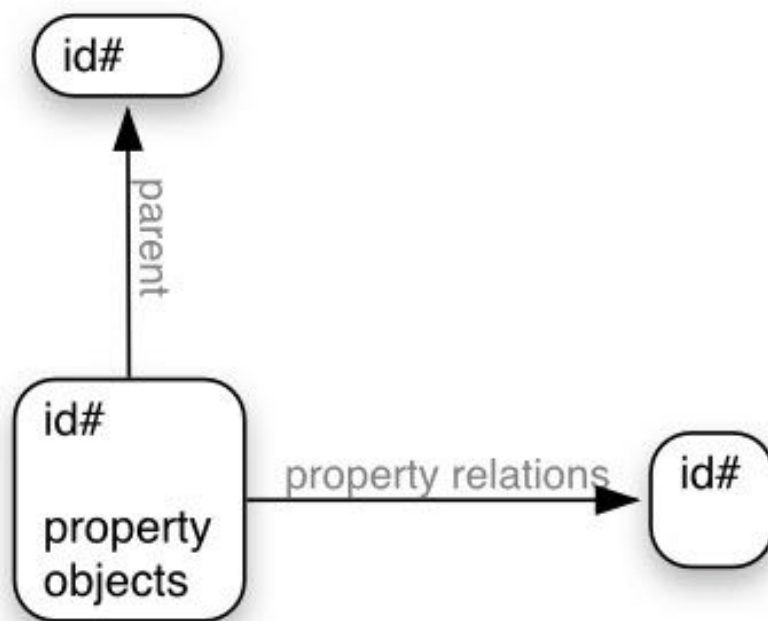 id#
parent
id#
property
objects
property relations
id#